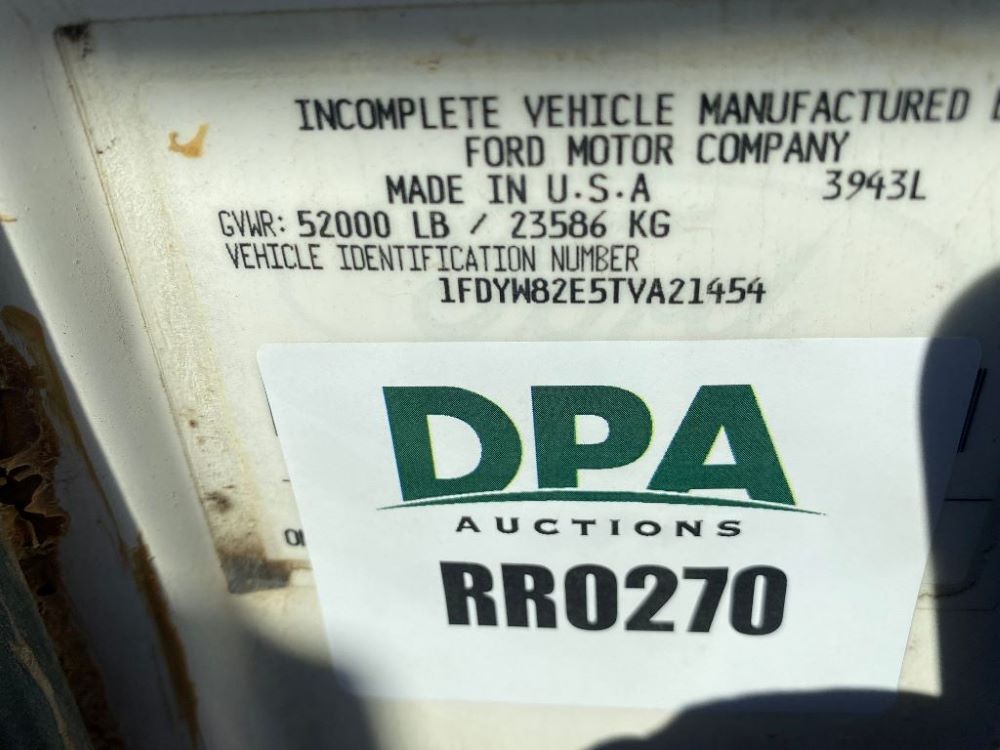 INCOMPLETE VEHICLE MANUFACTURED
FORD MOTOR COMPANY
MADE IN U.S.A 3943L
GVWR: 52000 LB / 23586 KG
VEHICLE IDENTIFICATION NUMBER
1FDYW82E5TVA21454
DPA
AUCTIONS
RR0270